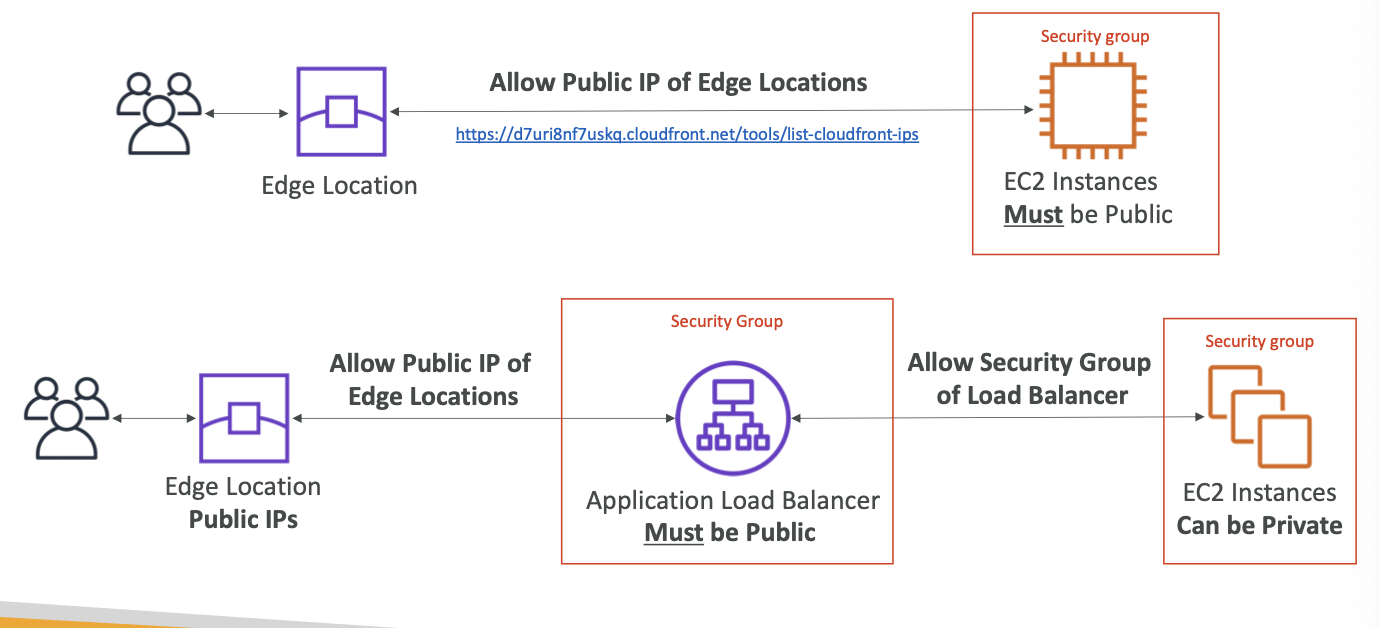 Security group
Allow Public IP of Edge Locations
https://d7uri8nf7uskq.cloudfront.net/tools/list-cloudfront-ips
Edge Location
EC2 Instances
Must be Public
Security Group
Allow Public IP of
Edge Locations
Allow Security Group
of Load Balancer
Security group
Edge Location
Public IPs
Application Load Balancer
Must be Public
EC2 Instances
Can be Private